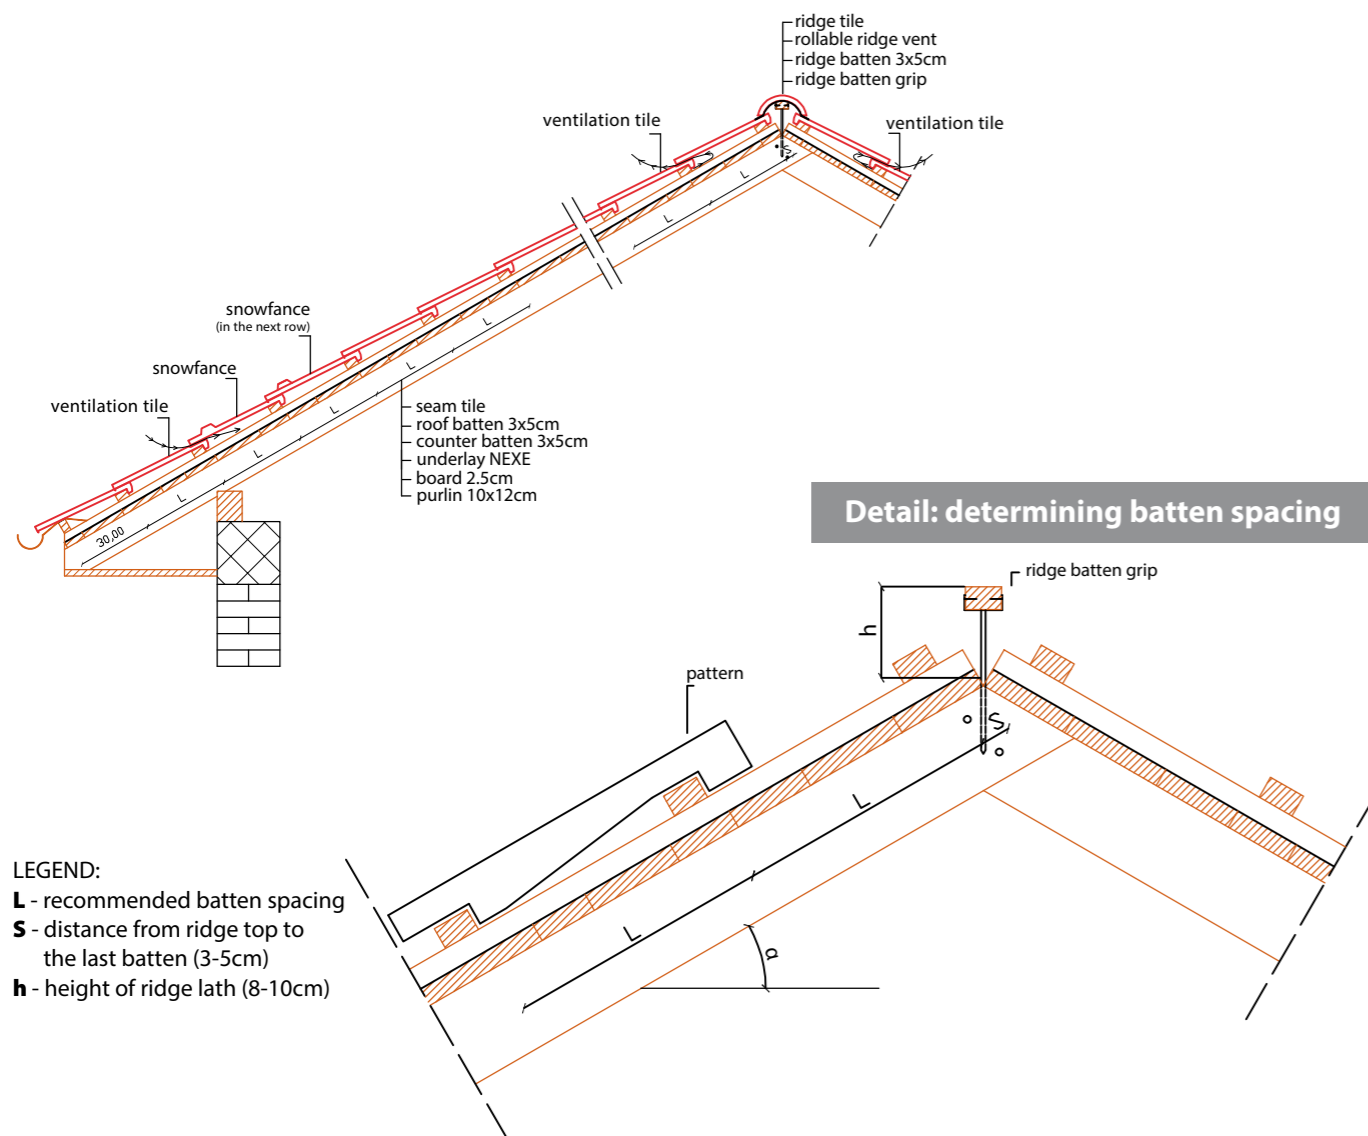 ridge tile
rollable ridge vent
ridge batten 3x5cm
ridge batten grip
ventilation tile
ventilation tile
S
L
L
snowfance
(in the next row)
L
L
snowfance
L
ventilation tile
L
L
30,00
seam tile
roof batten 3x5cm
counter batten 3x5cm
underlay NEXE
board 2.5cm
purlin 10x12cm
Detail: determining batten spacing
ridge batten grip
h
pattern
S
L
L
α
LEGEND:
L - recommended batten spacing
S - distance from ridge top to
the last batten (3-5cm)
h - height of ridge lath (8-10cm)